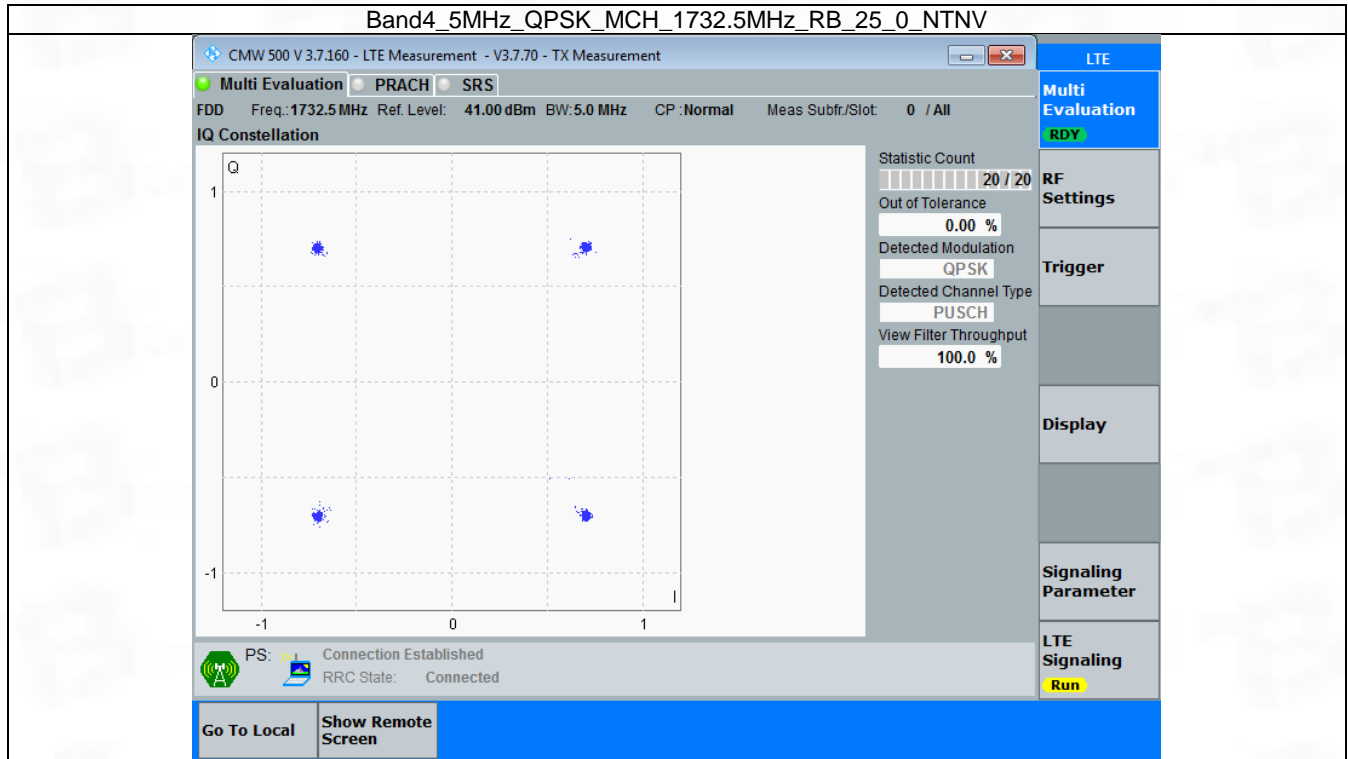 Band4_5MHz_QPSK_MCH_1732.5MHz_RB_25_0_NTNV
CMW 500 V 3.7.160 - LTE Measurement - V3.7.70 - TX Measurement
LTE
Multi Evaluation PRACH SRS
FDD Freq.:1732.5 MHz Ref. Level: 41.00 dBm BW:5.0 MHz CP :Normal Meas Subfr./Slot: 0 / All
IQ Constellation
Multi
Evaluation
RDY
Q
1
0
-1
-1 0 1
I
Statistic Count
20 / 20
Out of Tolerance
0.00 %
Detected Modulation
QPSK
Detected Channel Type
PUSCH
View Filter Throughput
100.0 %
RF
Settings
Trigger
Display
Signaling
Parameter
LTE
Signaling
Run
PS: Connection Established
RRC State: Connected
Go To Local
Show Remote
Screen